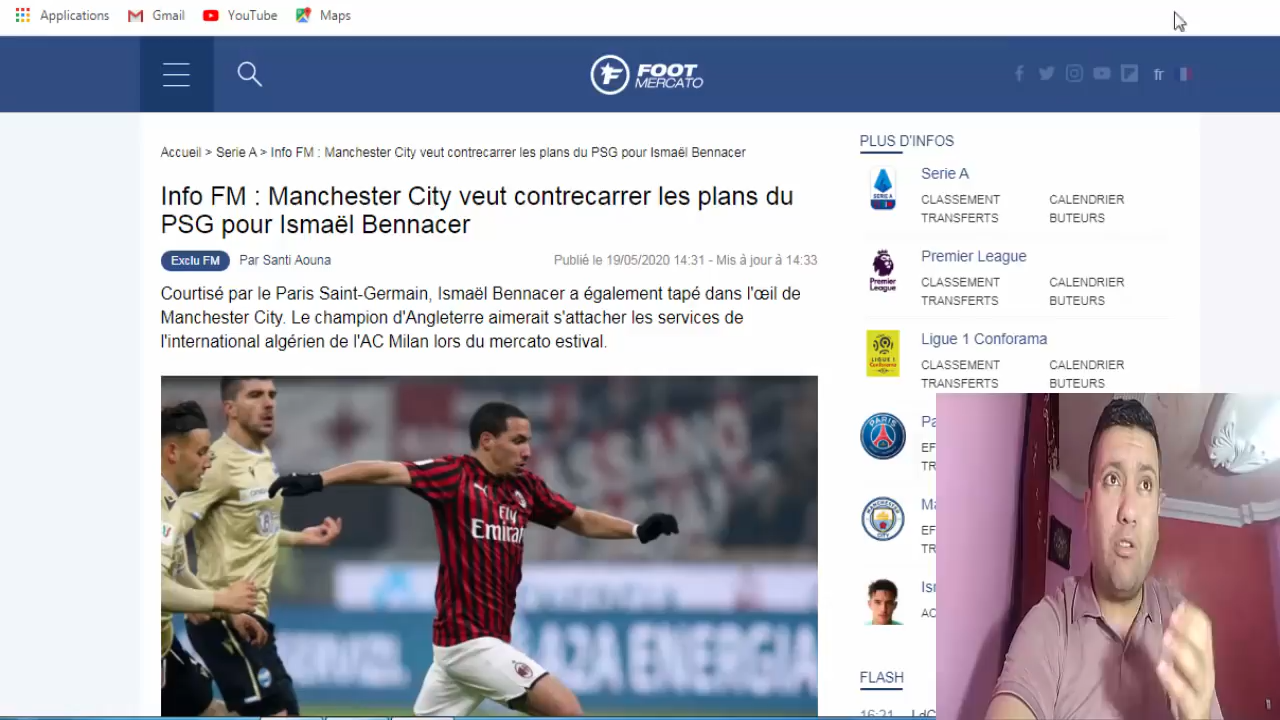 Applications Gmail YouTube Maps
FOOT
MERCATO
fr
Accueil > Serie A > Info FM : Manchester City veut contrecarrer les plans du PSG pour Ismaël Bennacer
Info FM : Manchester City veut contrecarrer les plans du
PSG pour Ismaël Bennacer
Exclu FM Par Santi Aouna Publié le 19/05/2020 14:31 - Mis à jour à 14:33
Courtisé par le Paris Saint-Germain, Ismaël Bennacer a également tapé dans l'œil de
Manchester City. Le champion d'Angleterre aimerait s'attacher les services de
l'international algérien de l'AC Milan lors du mercato estival.
Fly
Emirates
PLUS D'INFOS
Serie A
CLASSEMENT CALENDRIER
TRANSFERTS BUTEURS
Premier League
CLASSEMENT CALENDRIER
TRANSFERTS BUTEURS
Ligue 1 Conforama
CLASSEMENT CALENDRIER
TRANSFERTS BUTEURS
FLASH